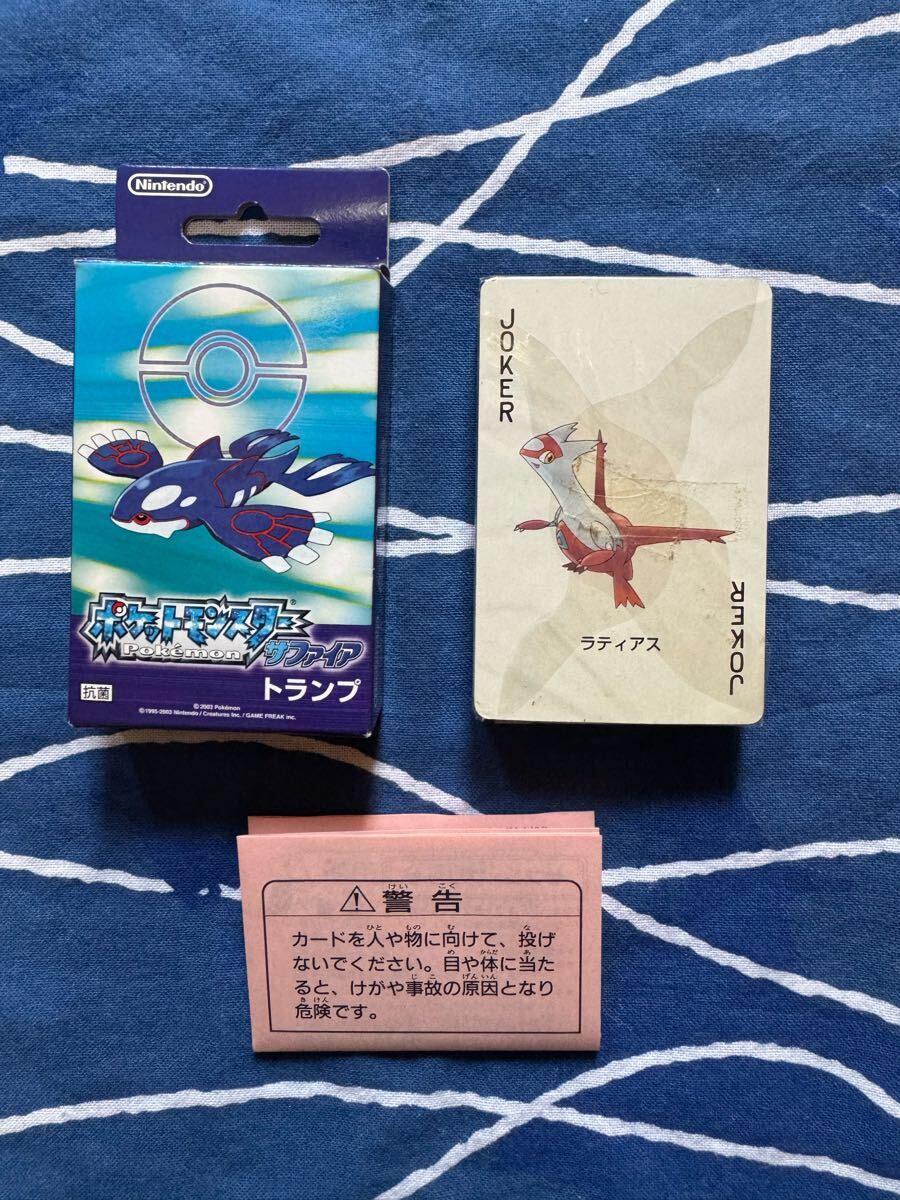 Nintendo
ポケットモンスター
Pokémon
サファイア
トランプ
抗菌
© 2003 Pokémon
©1995-2003 Nintendo / Creatures Inc. / GAME FREAK inc.
JOKER
ラティアス
JOKER
警告
カードを人や物に向けて、投げ
ないでください。目や体に当た
ると、けがや事故の原因となり
危険です。